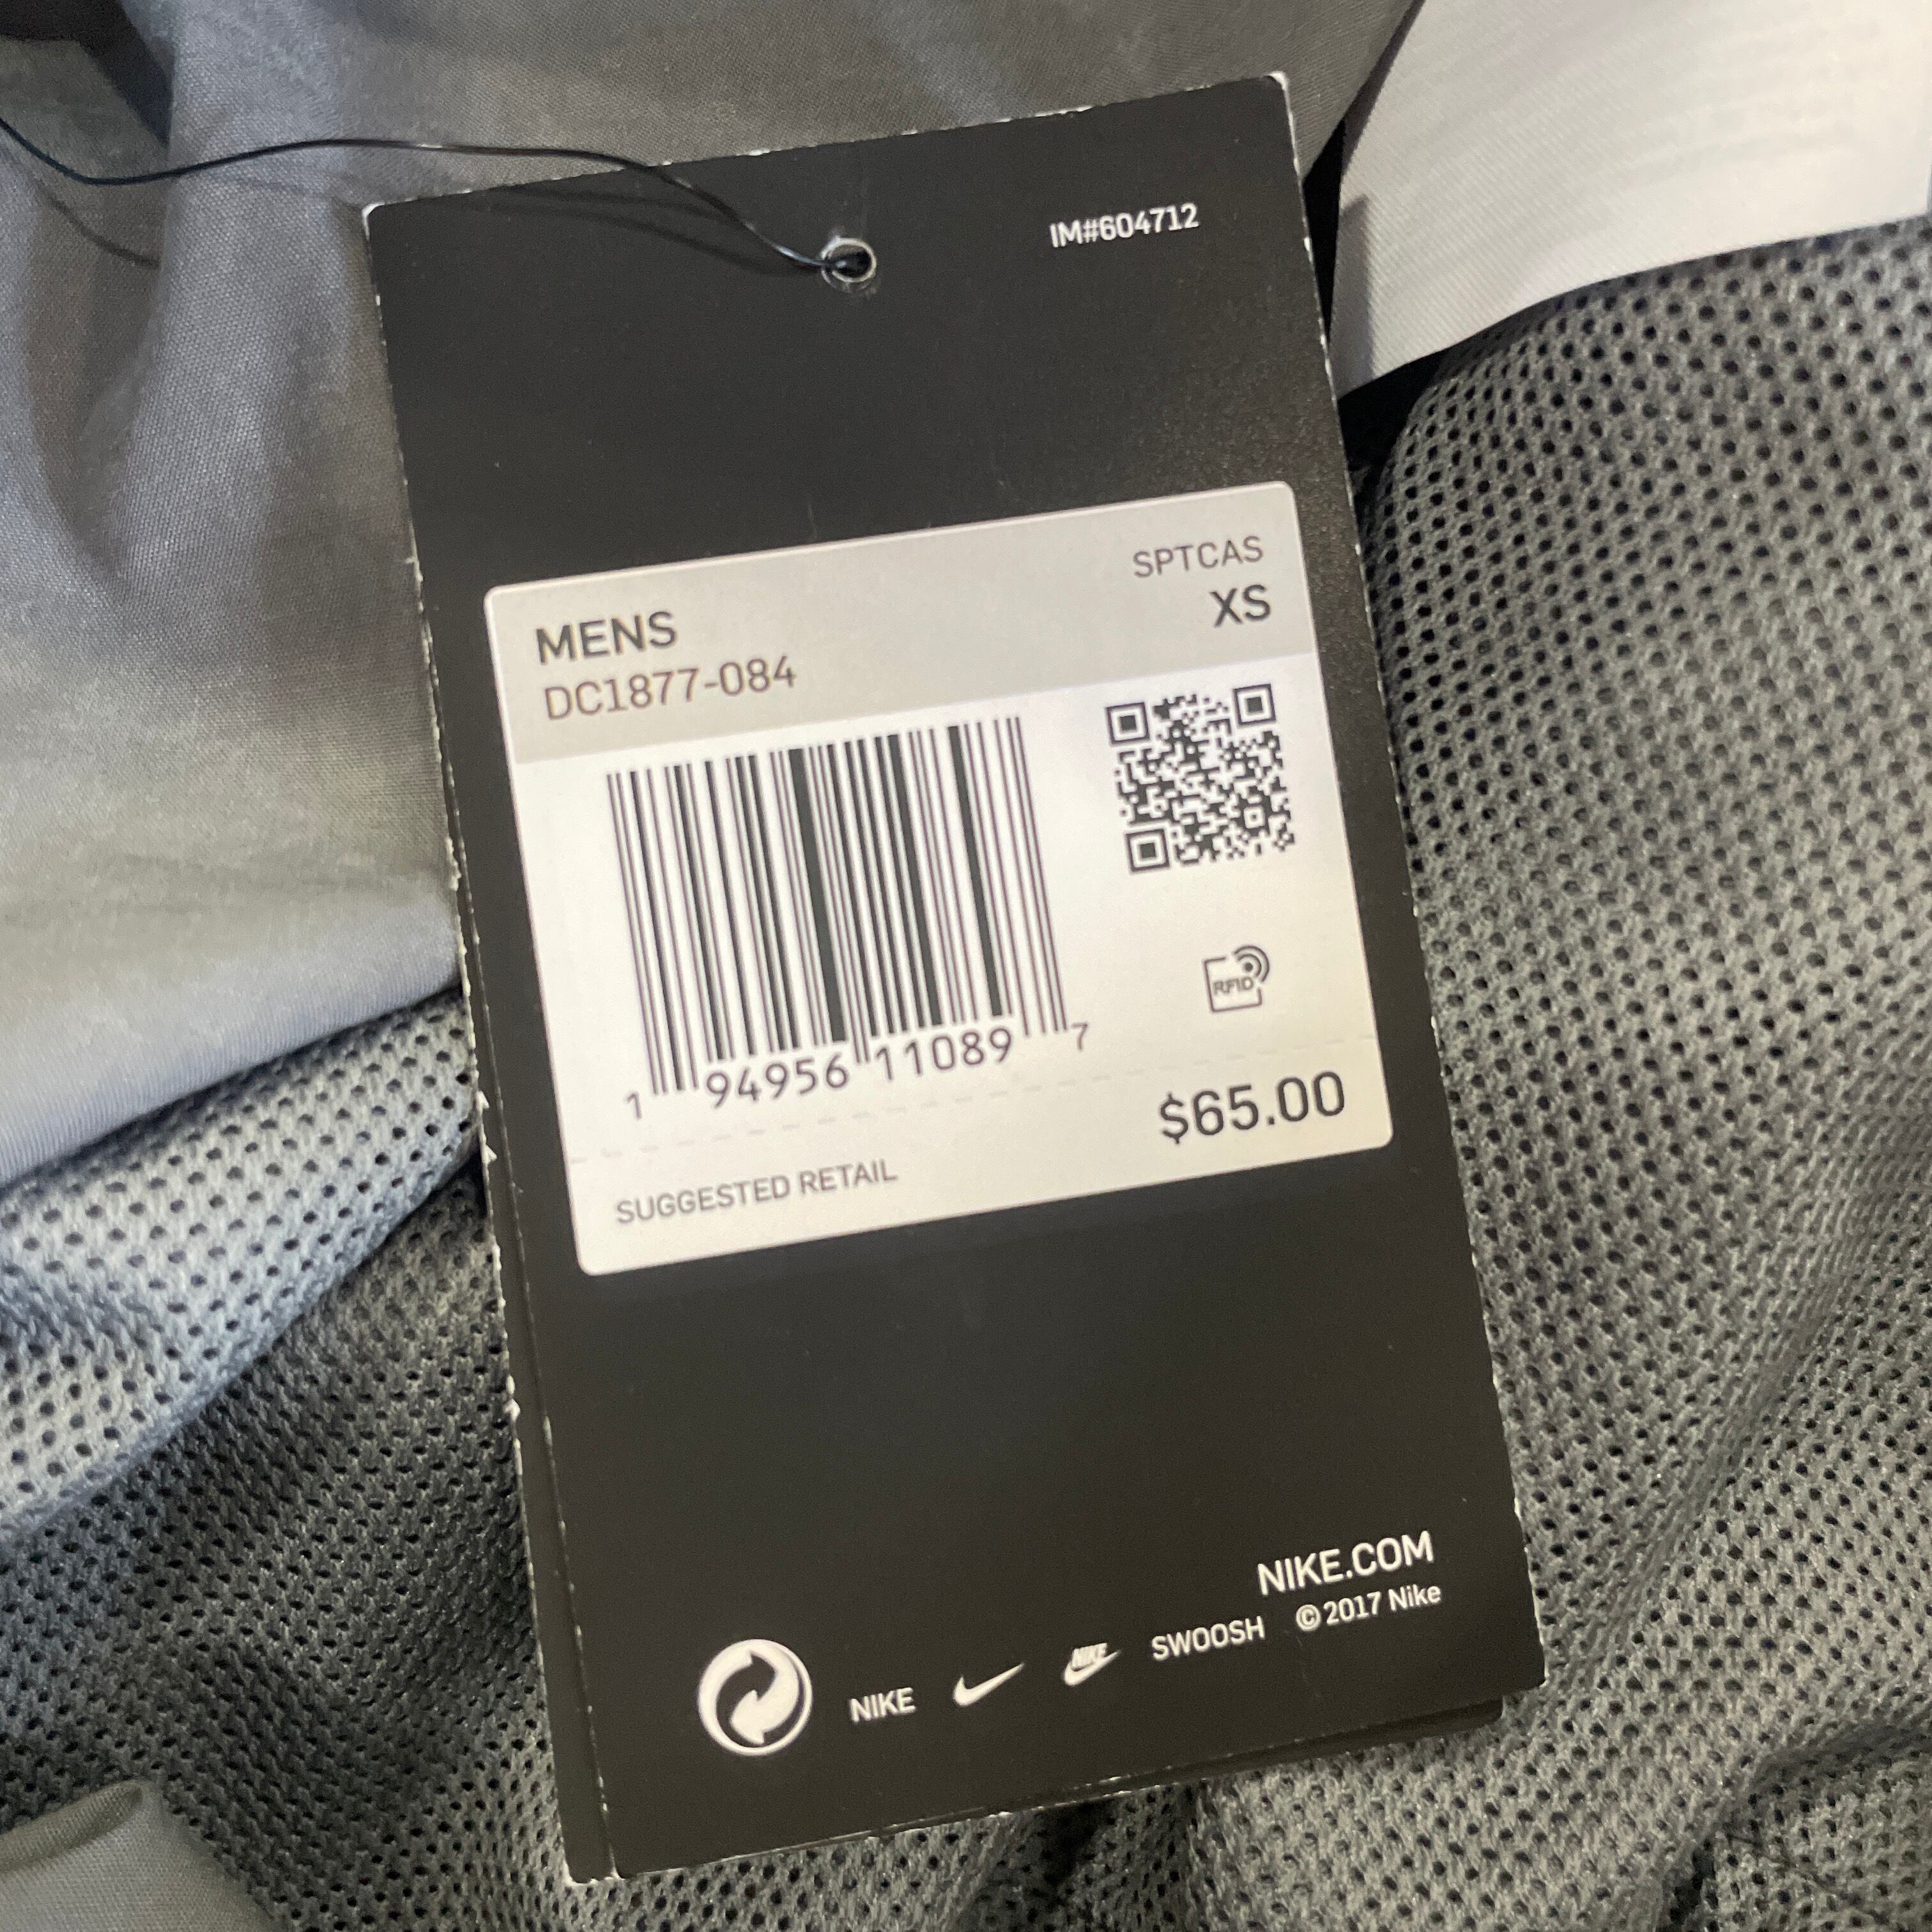 IM#604712
SPTCAS
MENS XS
DC1877-084
RFID
1 94956 11089 7
$65.00
SUGGESTED RETAIL
NIKE.COM
© 2017 Nike
NIKE NIKE SWOOSH